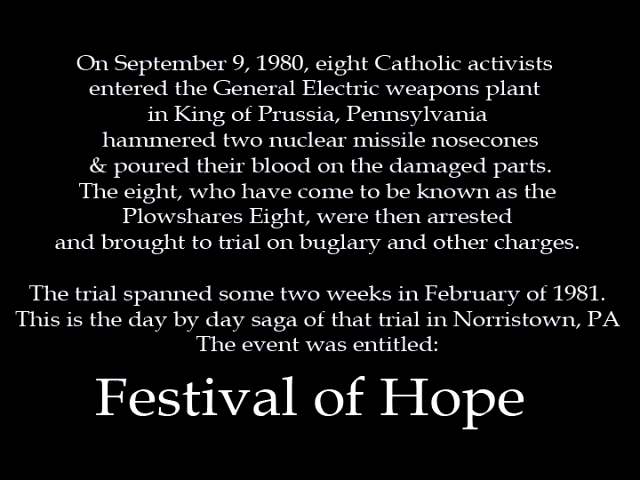 On September 9, 1980, eight Catholic activists
entered the General Electric weapons plant
in King of Prussia, Pennsylvania
hammered two nuclear missile nosecones
& poured their blood on the damaged parts.
The eight, who have come to be known as the
Plowshares Eight, were then arrested
and brought to trial on buglary and other charges.
The trial spanned some two weeks in February of 1981.
This is the day by day saga of that trial in Norristown, PA
The event was entitled:
Festival of Hope